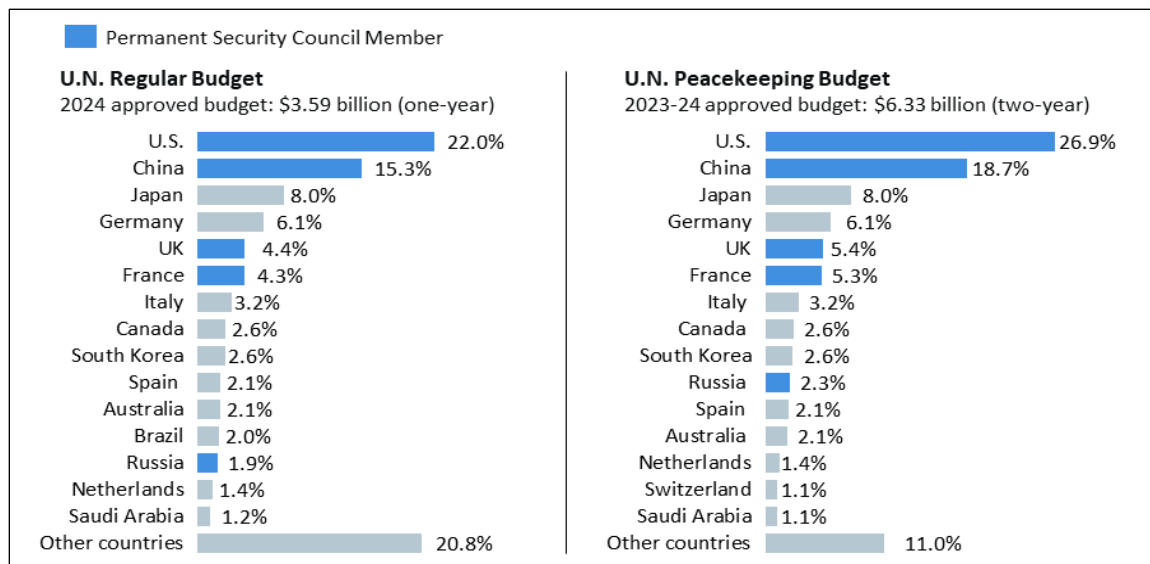 Permanent Security Council Member
U.N. Regular Budget
2024 approved budget: $3.59 billion (one-year)
U.S. 22.0%
China 15.3%
Japan 8.0%
Germany 6.1%
UK 4.4%
France 4.3%
Italy 3.2%
Canada 2.6%
South Korea 2.6%
Spain 2.1%
Australia 2.1%
Brazil 2.0%
Russia 1.9%
Netherlands 1.4%
Saudi Arabia 1.2%
Other countries 20.8%
U.N. Peacekeeping Budget
2023-24 approved budget: $6.33 billion (two-year)
U.S. 26.9%
China 18.7%
Japan 8.0%
Germany 6.1%
UK 5.4%
France 5.3%
Italy 3.2%
Canada 2.6%
South Korea 2.6%
Russia 2.3%
Spain 2.1%
Australia 2.1%
Netherlands 1.4%
Switzerland 1.1%
Saudi Arabia 1.1%
Other countries 11.0%